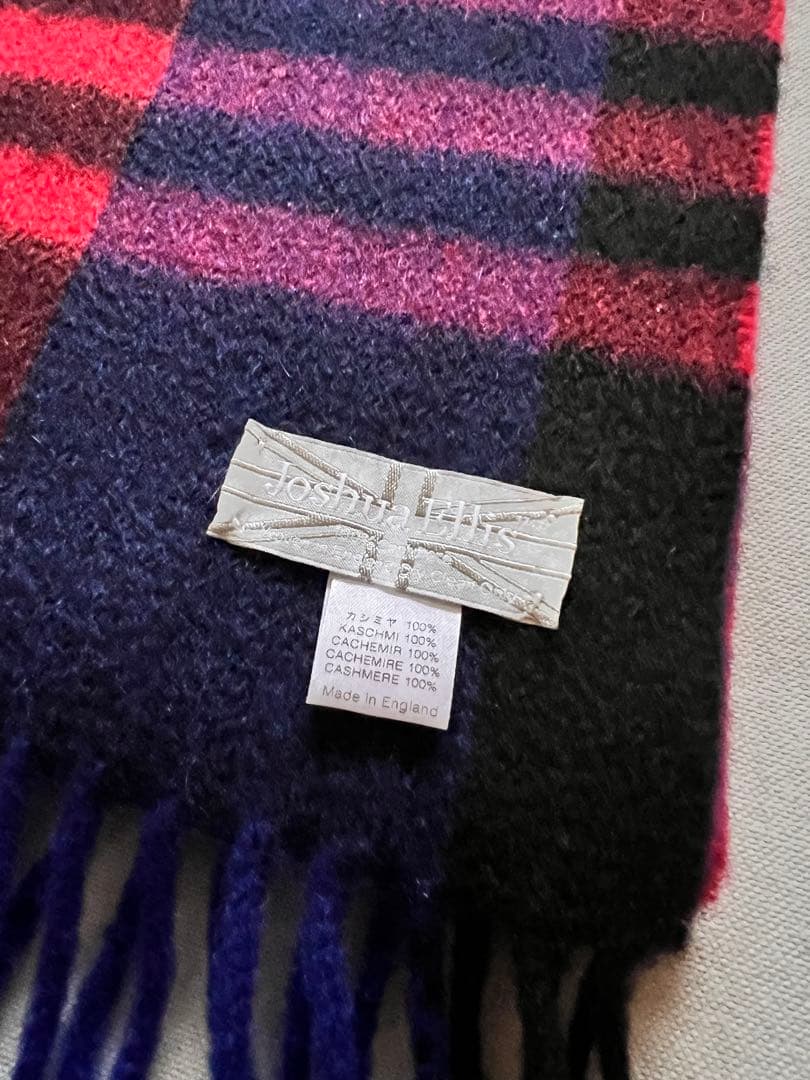 Joshua Ellis
カシミヤ 100%
KASCHMI 100%
CACHEMIR 100%
CACHEMIRE 100%
CASHMERE 100%
Made in England